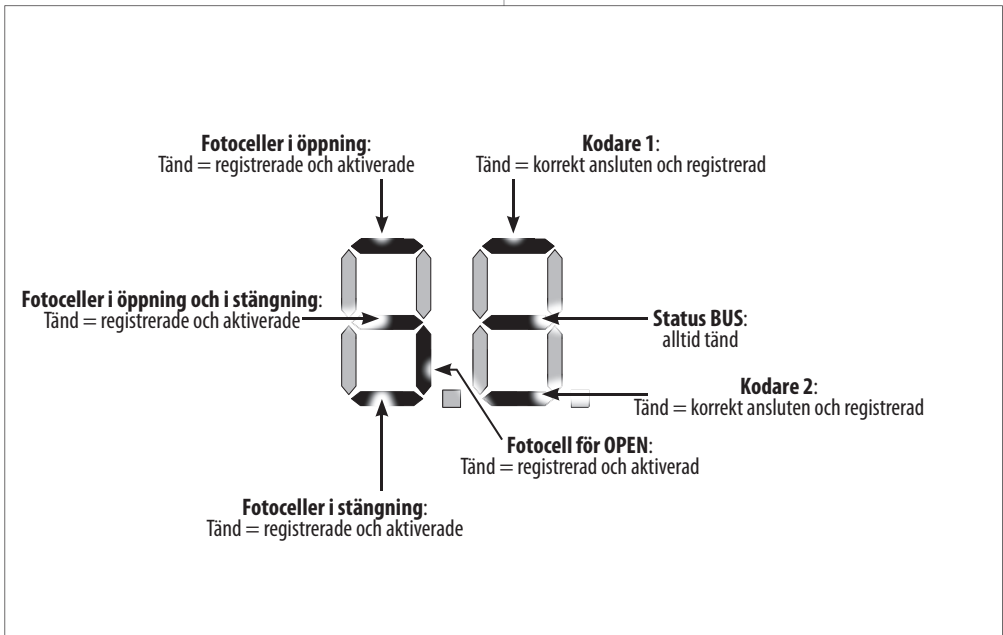 Fotoceller i öppning:
Tänd = registrerade och aktiverade
Kodare 1:
Tänd = korrekt ansluten och registrerad
Fotoceller i öppning och i stängning:
Tänd = registrerade och aktiverade
Status BUS:
alltid tänd
Kodare 2:
Tänd = korrekt ansluten och registrerad
Fotocell för OPEN:
Tänd = registrerad och aktiverad
Fotoceller i stängning:
Tänd = registrerade och aktiverade